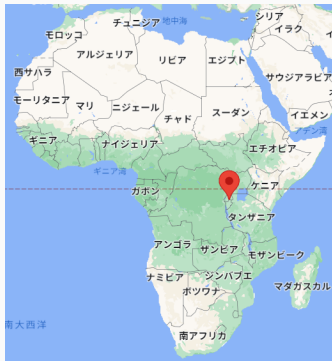 シリア
チュニジア
地中海
モロッコ
イラク
アルジェリア
リビア
エジプト
西サハラ
サウジアラビア
モーリタニア
マリ
ニジェール
チャド
スーダン
イエメン
アデン湾
ギニア
ナイジェリア
エチオピア
ギニア湾
ガボン
ケニア
タンザニア
アンゴラ
ザンビア
モザンビーク
ナミビア
ジンバブエ
ボツワナ
マダガスカル
南大西洋
南アフリカ